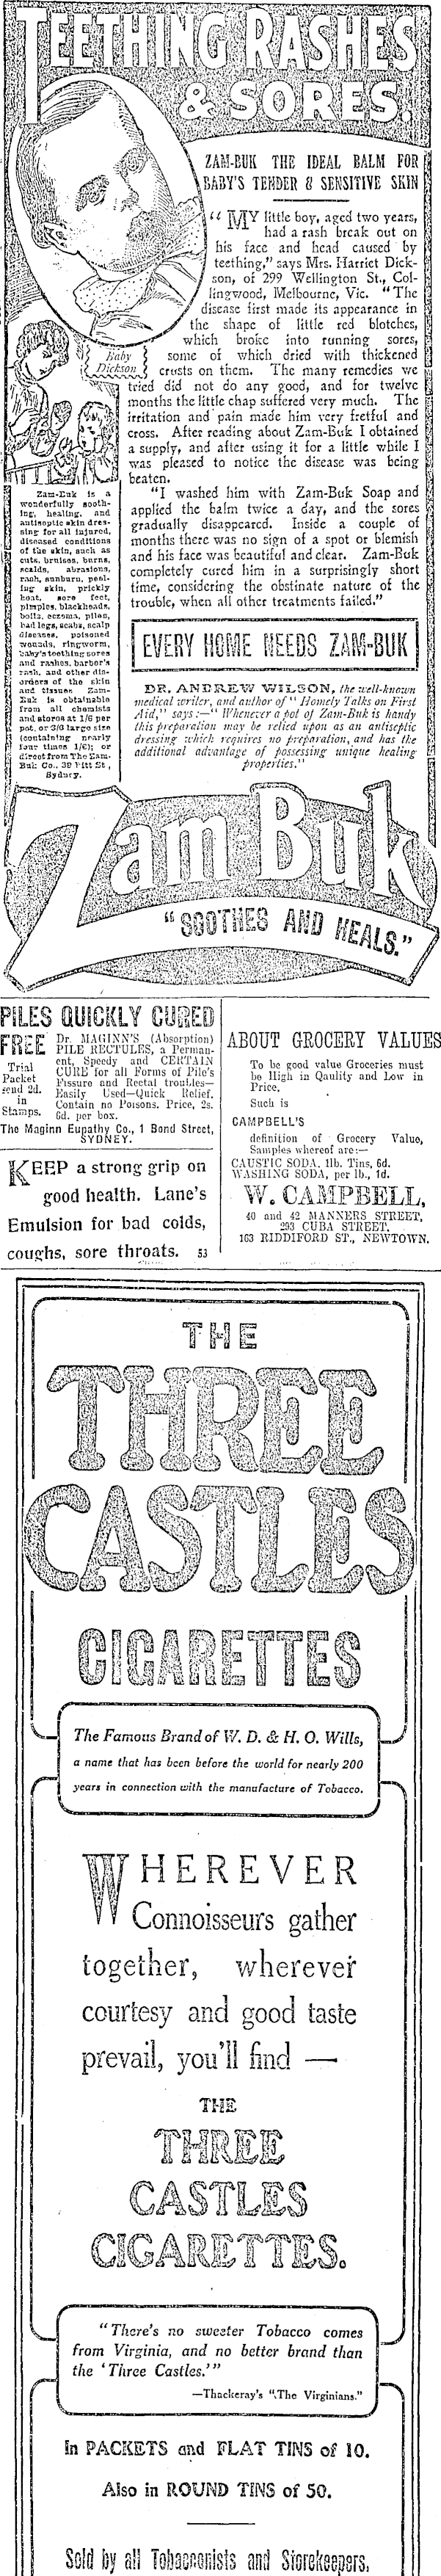 TEETHING RASHES
& SORES.
ZAM-BUK THE IDEAL BALM FOR
BABY'S TENDER & SENSITIVE SKIN
"MY little boy, aged two years,
had a rash break out on
his face and head caused by
teething," says Mrs. Harriet Dick-
son, of 299 Wellington St., Col-
lingwood, Melbourne, Vic. "The
disease first made its appearance in
the shape of little red blotches,
which broke into running sores,
some of which dried with thickened
crusts on them. The many remedies we
tried did not do any good, and for twelve
months the little chap suffered very much. The
irritation and pain made him very fretful and
cross. After reading about Zam-Buk I obtained
a supply, and after using it for a little while I
was pleased to notice the disease was being
beaten.
"I washed him with Zam-Buk Soap and
applied the balm twice a day, and the sores
gradually disappeared. Inside a couple of
months there was no sign of a spot or blemish
and his face was beautiful and clear. Zam-Buk
completely cured him in a surprisingly short
time, considering the obstinate nature of the
trouble, when all other treatments failed."
Baby
Dickson
Zam-Buk is a
wonderfully sooth-
ing, healing, and
antiseptic skin dres-
sing for all injured,
diseased conditions
of the skin, such as
cuts, bruises, burns,
scalds, abrasions,
rash, sunburn, peel-
ing skin, prickly
heat, sore feet,
pimples, blackheads,
boils, eczema, piles,
bad legs, scabs, scalp
diseases, poisoned
wounds, ringworm,
baby's teething sores
and rashes, barber's
rash, and other dis-
orders of the skin
and tissues. Zam-
Buk is obtainable
from all chemists
and stores at 1/6 per
pot, or 3/6 large size
(containing nearly
four times 1/6); or
direct from The Zam-
Buk Co., 39 Pitt St.,
Sydney.
EVERY HOME NEEDS ZAM-BUK
DR. ANDREW WILSON, the well-known
medical writer, and author of "Homely Talks on First
Aid," says:—"Whenever a pot of Zam-Buk is handy
this preparation may be relied upon as an antiseptic
dressing which requires no preparation, and has the
additional advantage of possessing unique healing
properties."
Zam-Buk
"SOOTHES AND HEALS."
PILES QUICKLY CURED
FREE
Trial
Packet
send 2d.
in
Stamps.
Dr. MAGINN'S (Absorption)
PILE RECTULES, a Perman-
ent, Speedy and CERTAIN
CURE for all Forms of Pile's
Fissure and Rectal troubles—
Easily Used—Quick Relief.
Contain no Poisons. Price, 2s.
6d. per box.
The Maginn Eupathy Co., 1 Bond Street,
SYDNEY.
KEEP a strong grip on
good health. Lane's
Emulsion for bad colds,
coughs, sore throats. 53
ABOUT GROCERY VALUES
To be good value Groceries must
be High in Qaulity and Low in
Price.
Such is
CAMPBELL'S
definition of Grocery Value,
Samples whereof are:—
CAUSTIC SODA, 1lb. Tins, 6d.
WASHING SODA, per lb., 1d.
W. CAMPBELL,
40 and 42 MANNERS STREET,
293 CUBA STREET,
163 RIDDIFORD ST., NEWTOWN.
THE
THREE
CASTLES
CIGARETTES
The Famous Brand of W. D. & H. O. Wills,
a name that has been before the world for nearly 200
years in connection with the manufacture of Tobacco.
WHEREVER
Connoisseurs gather
together, wherever
courtesy and good taste
prevail, you'll find —
THE
THREE
CASTLES
CIGARETTES.
"There's no sweeter Tobacco comes
from Virginia, and no better brand than
the 'Three Castles.'"
—Thackeray's "The Virginians."
In PACKETS and FLAT TINS of 10.
Also in ROUND TINS of 50.
Sold by all Tobacconists and Storekeepers.